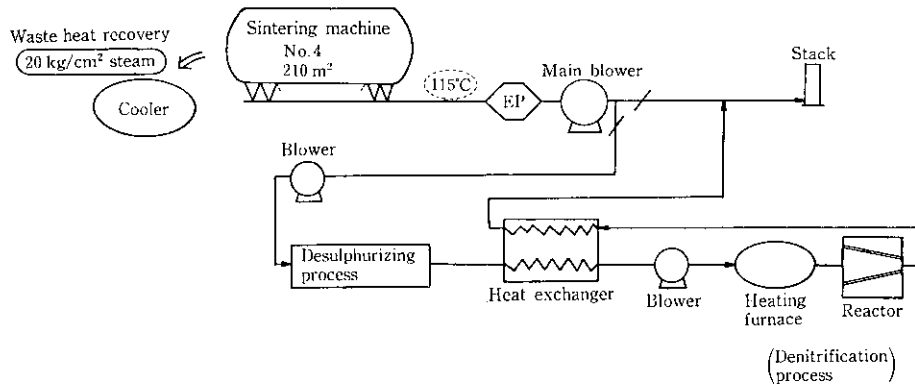 Waste heat recovery
20 kg/cm² steam
Cooler
Sintering machine
No. 4
210 m²
115°C
EP
Main blower
Stack
Blower
Desulphurizing
process
Heat exchanger
Blower
Heating
furnace
Reactor
(Denitrification
process)